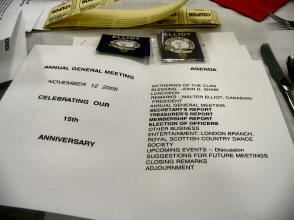 COUPON
COUPON
ELLIOT
ELLIOT
ANNUAL GENERAL MEETING
NOVEMBER 12 2005
CELEBRATING OUR
15th
ANNIVERSARY
AGENDA
GATHERING OF THE CLAN
BLESSING - JOHN D. SHAW
LUNCHEON
REMARKS - WALTER ELLIOT, CANADIAN
PRESIDENT
ANNUAL GENERAL MEETING
SECRETARY'S REPORT
TREASURER'S REPORT
MEMBERSHIP REPORT
ELECTION OF OFFICERS
OTHER BUSINESS
ENTERTAINMENT: LONDON BRANCH,
ROYAL SCOTTISH COUNTRY DANCE
SOCIETY
UPCOMING EVENTS - Discussion
SUGGESTIONS FOR FUTURE MEETINGS
CLOSING REMARKS
ADJOURNMENT